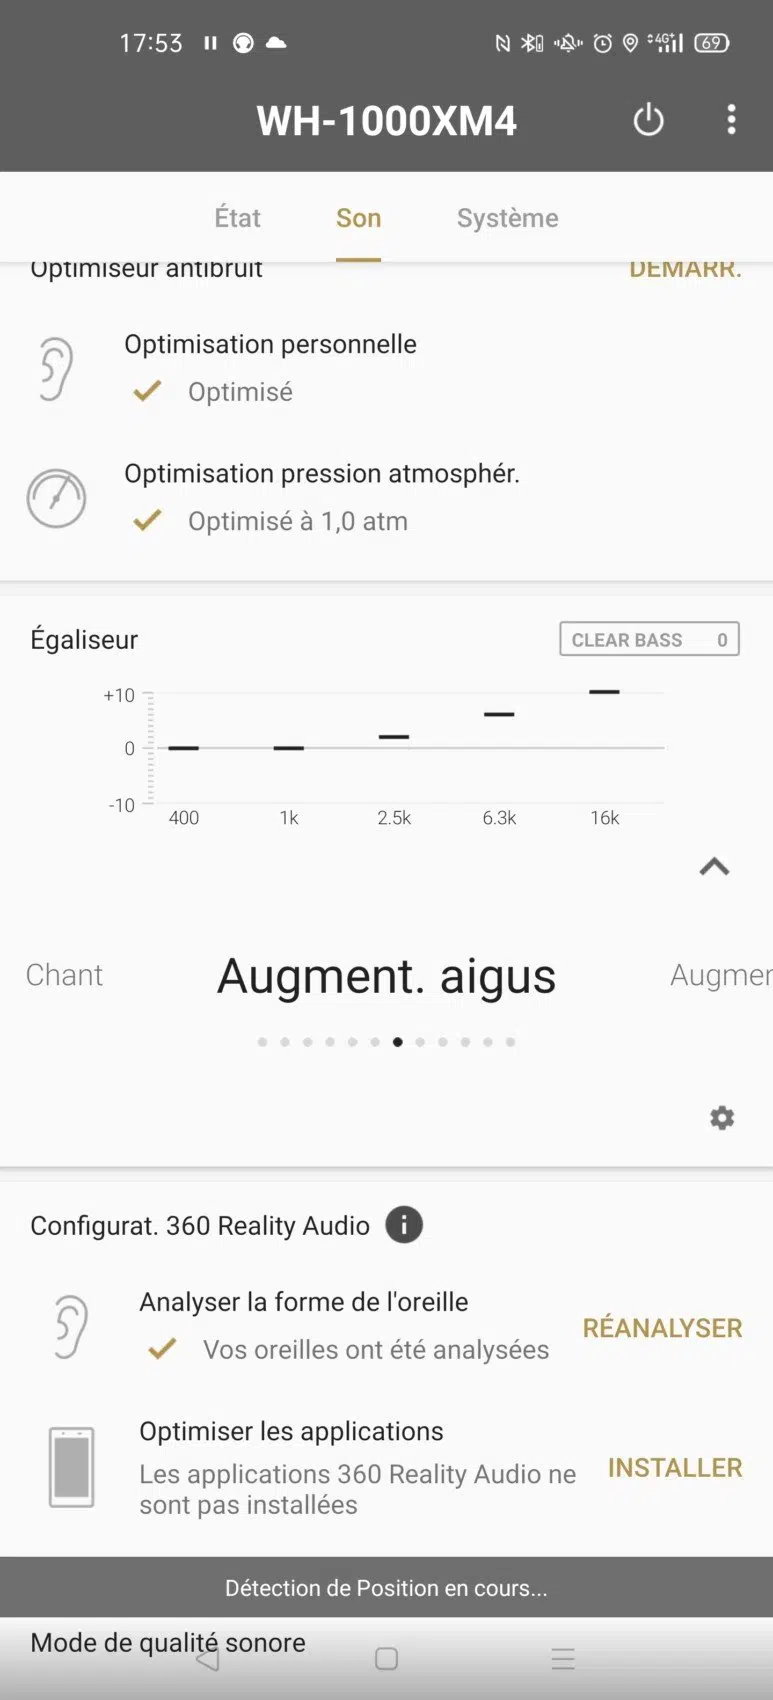 17:53
4G+ 69
WH-1000XM4
État Son Système
Optimiseur antibruit DÉMARR.
Optimisation personnelle
Optimisé
Optimisation pression atmosphér.
Optimisé à 1,0 atm
Égaliseur
CLEAR BASS 0
+10
0
-10
400 1k 2.5k 6.3k 16k
Chant Augment. aigus Augmen
Configurat. 360 Reality Audio i
Analyser la forme de l'oreille
Vos oreilles ont été analysées
RÉANALYSER
Optimiser les applications
Les applications 360 Reality Audio ne
sont pas installées
INSTALLER
Détection de Position en cours...
Mode de qualité sonore